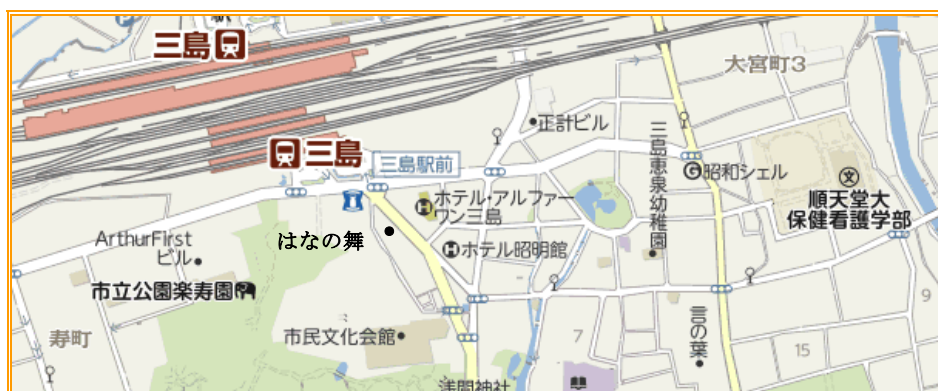 三島
大宮町3
正計ビル
三島
三島駅前
三島恵泉幼稚園
G昭和シェル
文
順天堂大
保健看護学部
Hホテル・アルファー
ワン三島
はなの舞
Hホテル昭明館
ArthurFirst
ビル
市立公園楽寿園
9
寿町
市民文化会館
7
言の葉
15
浅間神社